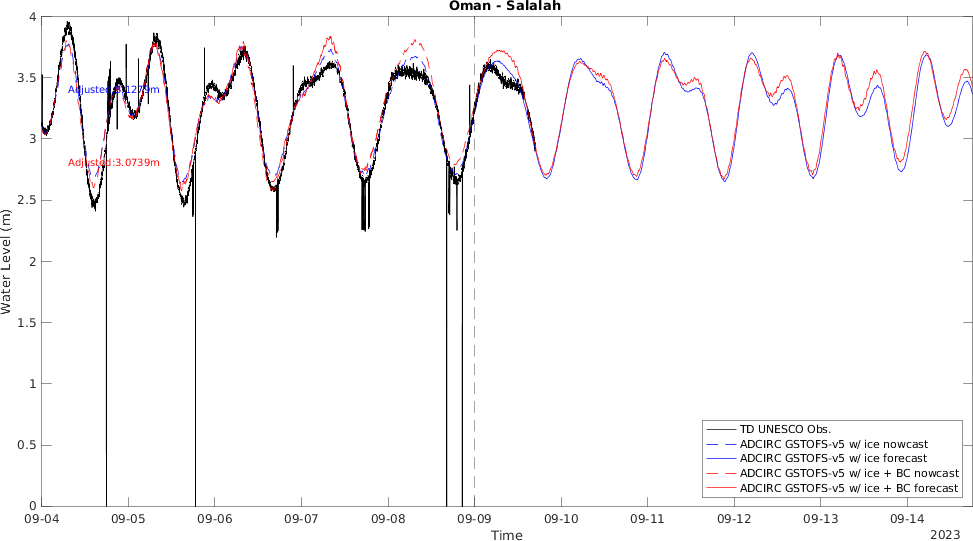 Oman - Salalah
Water Level (m)
4
3.5
3
2.5
2
1.5
1
0.5
0
Adjusted:3.1279m
Adjusted:3.0739m
TD UNESCO Obs.
ADCIRC GSTOFS-v5 w/ ice nowcast
ADCIRC GSTOFS-v5 w/ ice forecast
ADCIRC GSTOFS-v5 w/ ice + BC nowcast
ADCIRC GSTOFS-v5 w/ ice + BC forecast
09-04 09-05 09-06 09-07 09-08 09-09 09-10 09-11 09-12 09-13 09-14
Time
2023